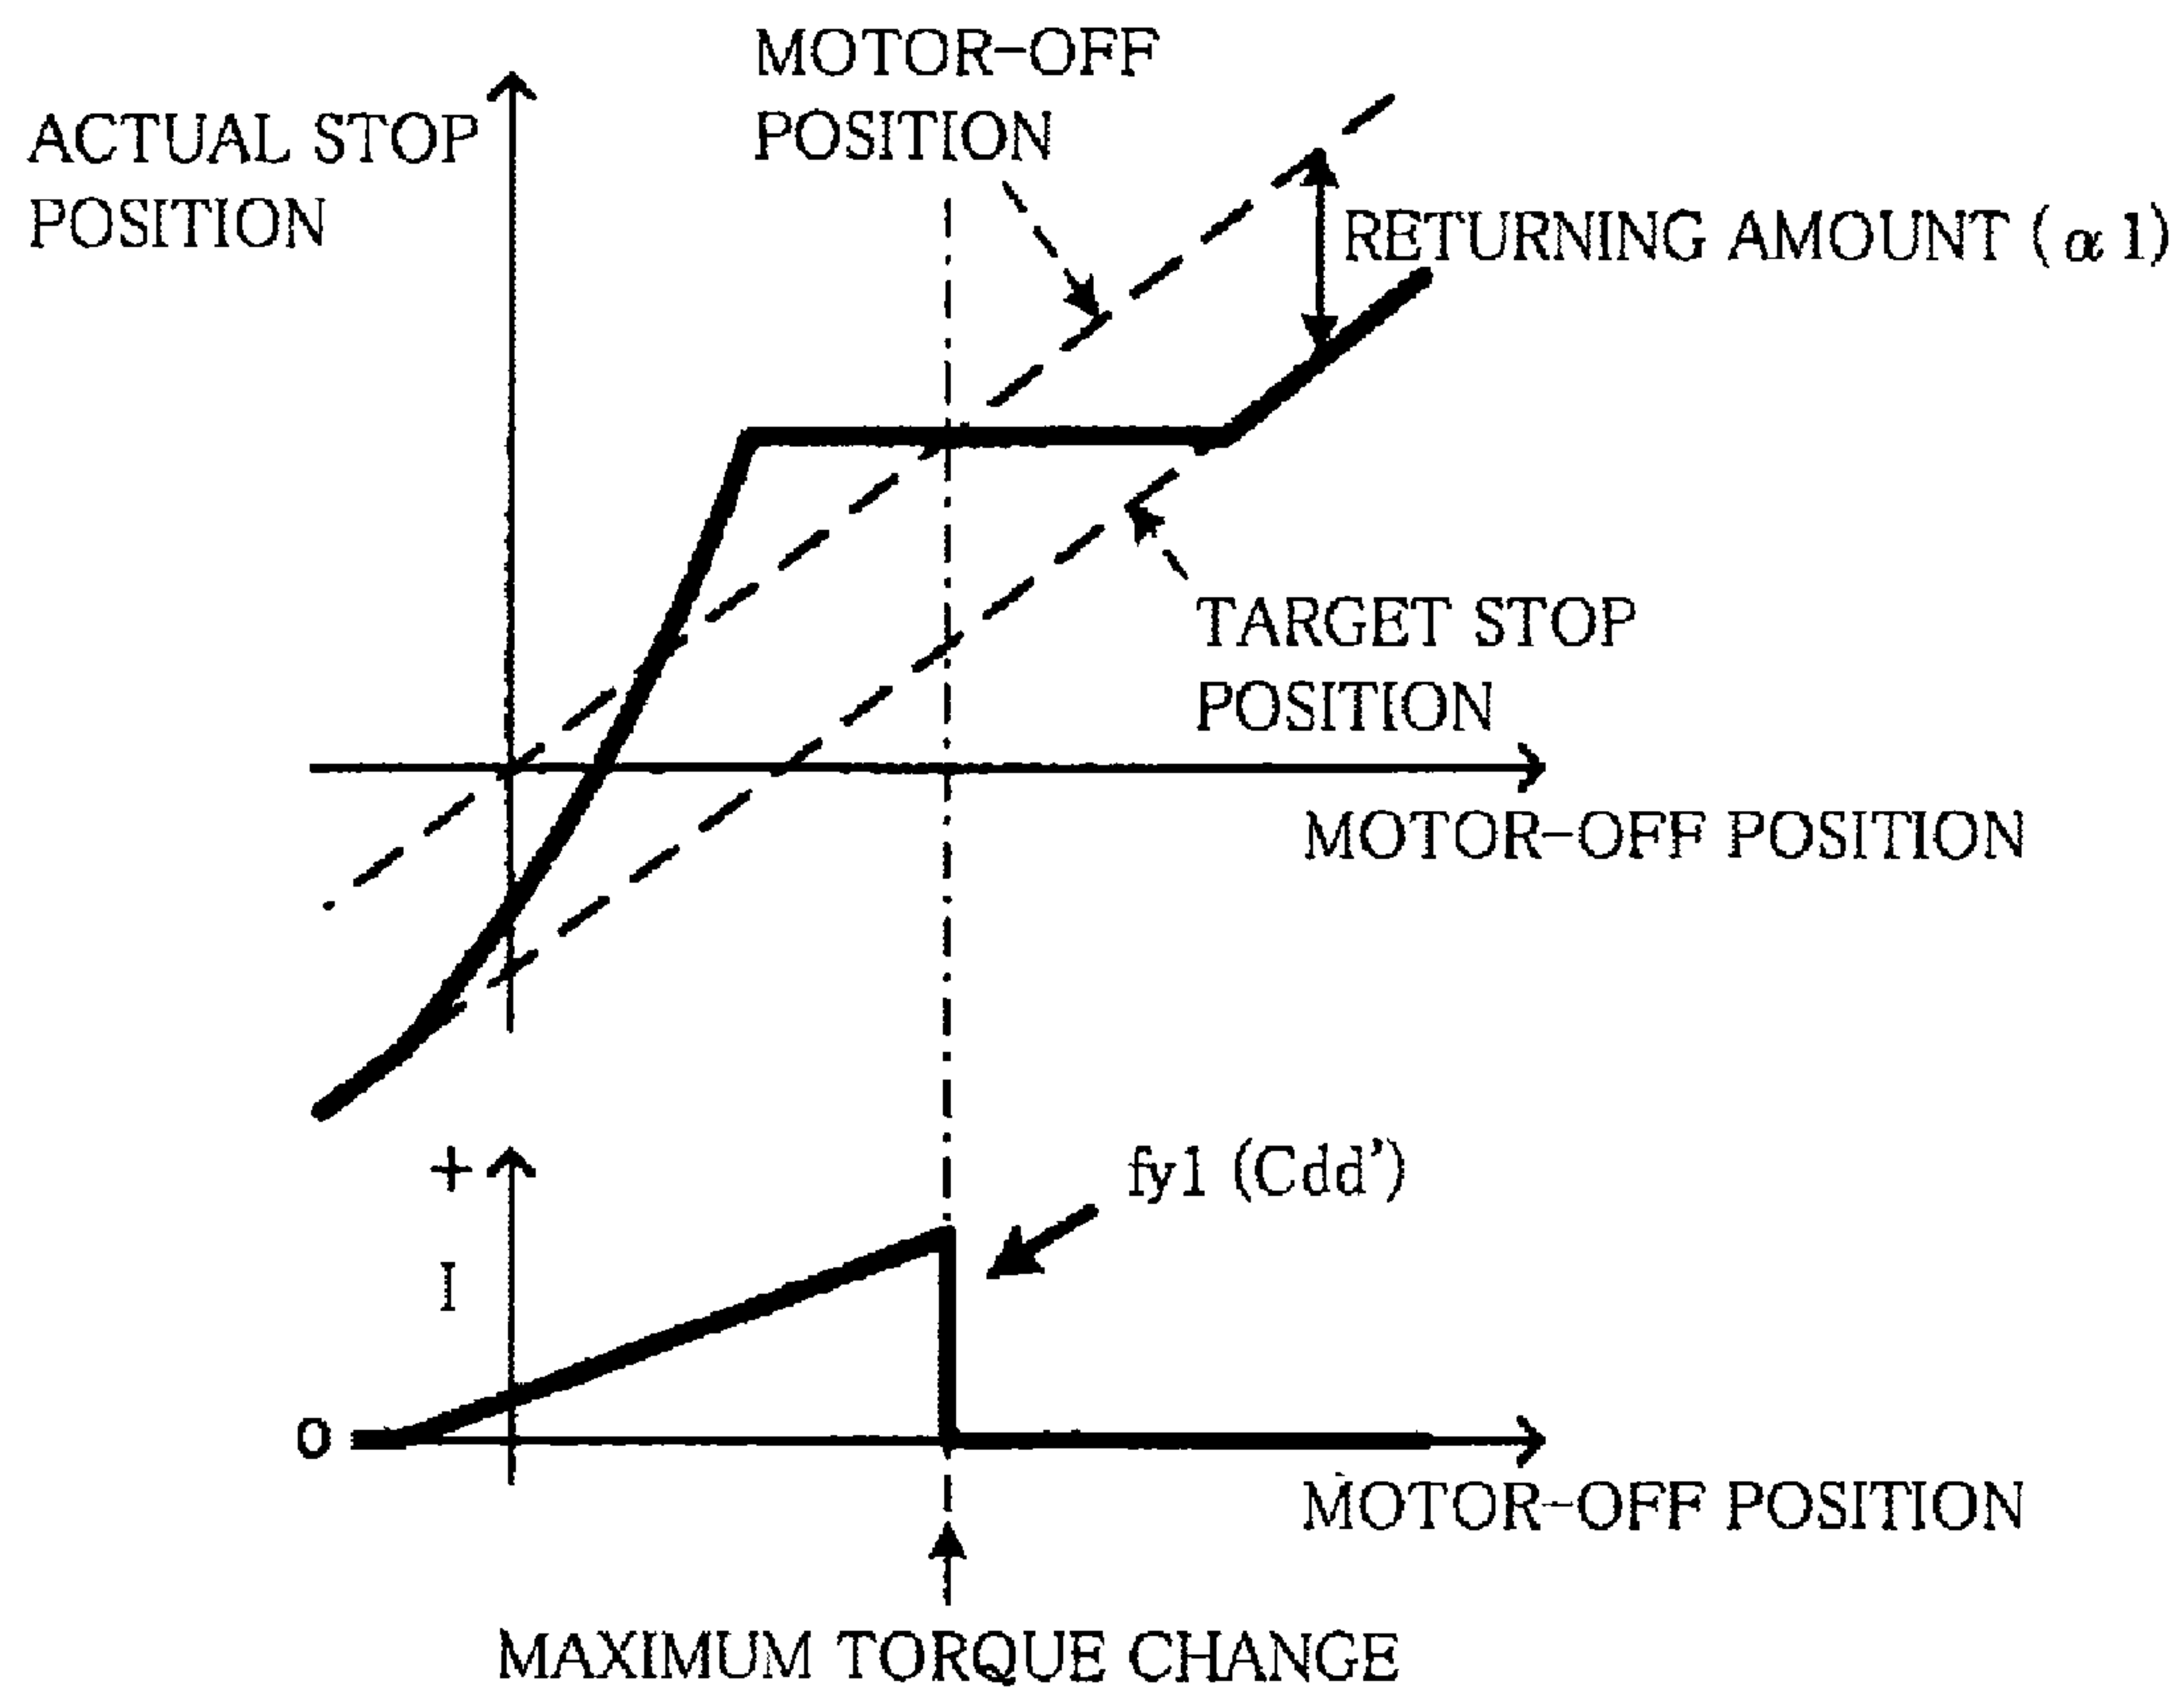 MOTOR-OFF
POSITION
ACTUAL STOP
POSITION
RETURNING AMOUNT (α1)
TARGET STOP
POSITION
MOTOR-OFF POSITION
+
fy1 (Cdd')
I
0
MOTOR-OFF POSITION
MAXIMUM TORQUE CHANGE